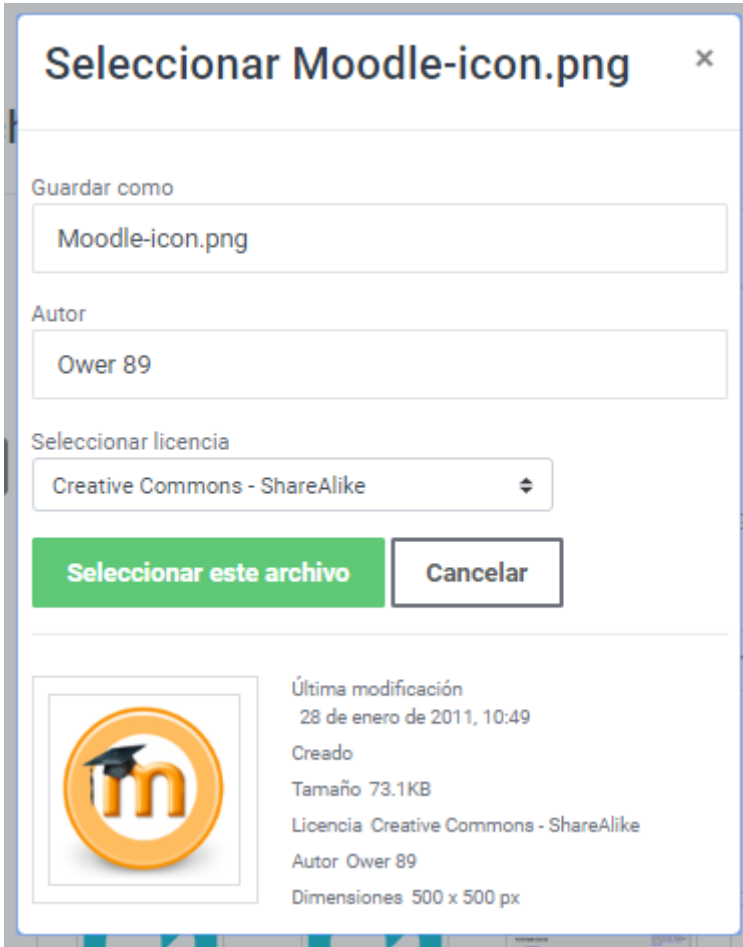 Seleccionar Moodle-icon.png ×
Guardar como
Moodle-icon.png
Autor
Ower 89
Seleccionar licencia
Creative Commons - ShareAlike
Seleccionar este archivo Cancelar
m
Última modificación
28 de enero de 2011, 10:49
Creado
Tamaño 73.1KB
Licencia Creative Commons - ShareAlike
Autor Ower 89
Dimensiones 500 x 500 px